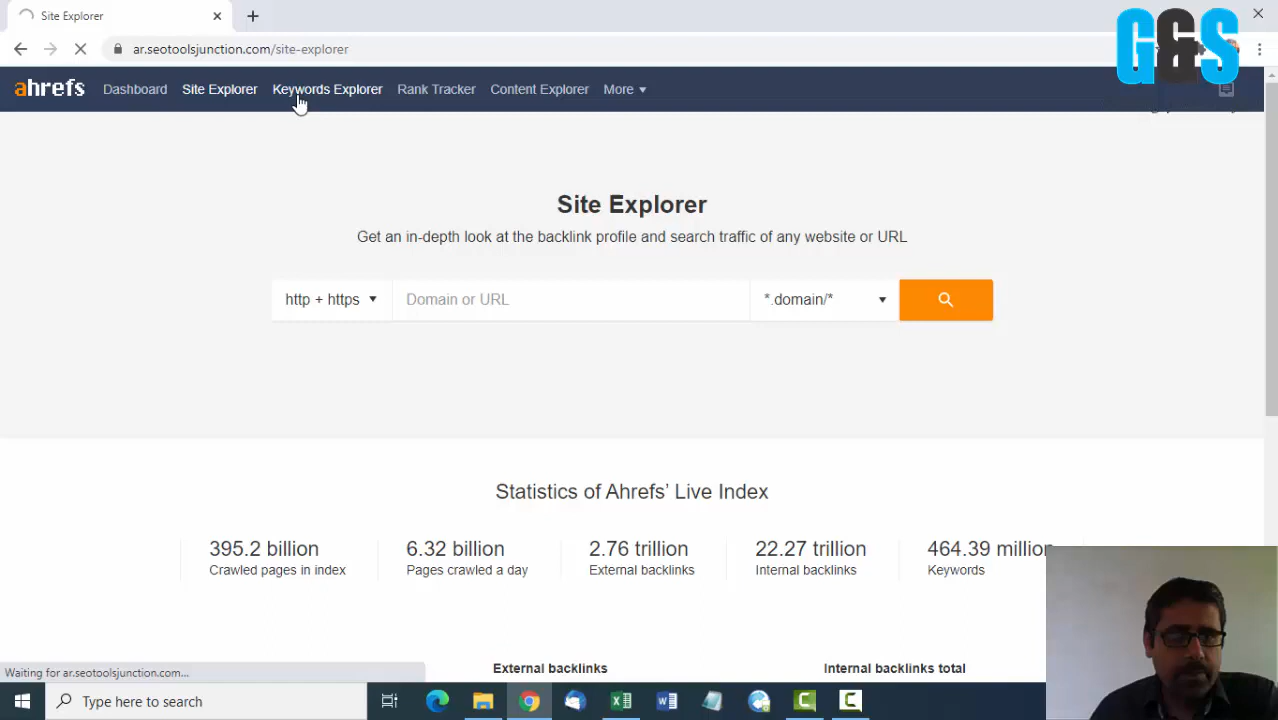 Site Explorer
G&S
ar.seotoolsjunction.com/site-explorer
ahrefs Dashboard Site Explorer Keywords Explorer Rank Tracker Content Explorer More
Site Explorer
Get an in-depth look at the backlink profile and search traffic of any website or URL
http + https Domain or URL *.domain/*
Statistics of Ahrefs' Live Index
395.2 billion 6.32 billion 2.76 trillion 22.27 trillion 464.39 million
Crawled pages in index Pages crawled a day External backlinks Internal backlinks Keywords
External backlinks Internal backlinks total
Waiting for ar.seotoolsjunction.com...
Type here to search